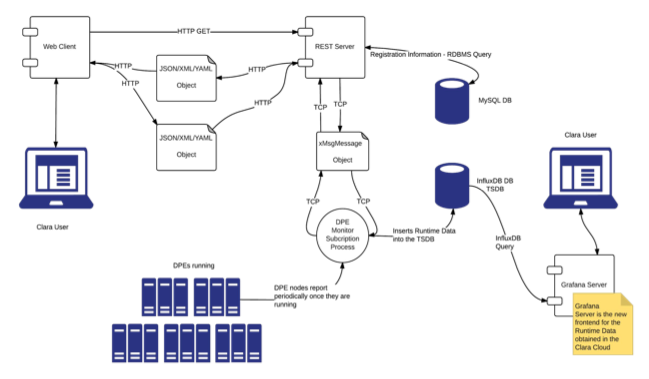 HTTP GET
Web Client
REST Server
Registration Information - RDBMS Query
HTTP
JSON/XML/YAML
Object
HTTP
HTTP
HTTP
MySQL DB
TCP
TCP
JSON/XML/YAML
Object
xMsgMessage
Object
Clara User
InfluxDB DB
TSDB
TCP
TCP
DPE
Monitor
Subcription
Process
Inserts Runtime Data
into the TSDB
InfluxDB
Query
Clara User
DPEs running
DPE nodes report
periodically once they are
running
Grafana Server
Grafana
Server is the new
frontend for the
Runtime Data
obtained in the
Clara Cloud